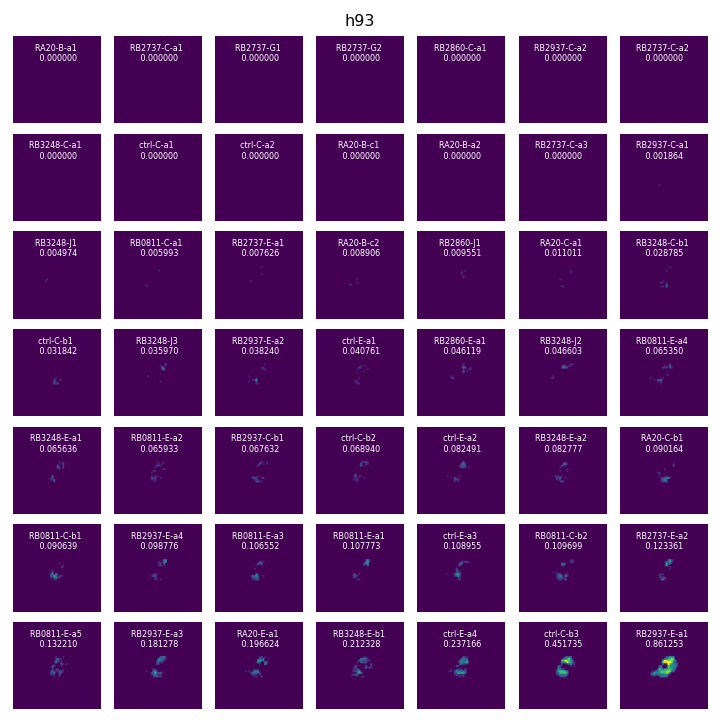 h93
RA20-B-a1
0.000000
RB2737-C-a1
0.000000
RB2737-G1
0.000000
RB2737-G2
0.000000
RB2860-C-a1
0.000000
RB2937-C-a2
0.000000
RB2737-C-a2
0.000000
RB3248-C-a1
0.000000
ctrl-C-a1
0.000000
ctrl-C-a2
0.000000
RA20-B-c1
0.000000
RA20-B-a2
0.000000
RB2737-C-a3
0.000000
RB2937-C-a1
0.001864
RB3248-J1
0.004974
RB0811-C-a1
0.005993
RB2737-E-a1
0.007626
RA20-B-c2
0.008906
RB2860-J1
0.009551
RA20-C-a1
0.011011
RB3248-C-b1
0.028785
ctrl-C-b1
0.031842
RB3248-J3
0.035970
RB2937-E-a2
0.038240
ctrl-E-a1
0.040761
RB2860-E-a1
0.046119
RB3248-J2
0.046603
RB0811-E-a4
0.065350
RB3248-E-a1
0.065636
RB0811-E-a2
0.065933
RB2937-C-b1
0.067632
ctrl-C-b2
0.068940
ctrl-E-a2
0.082491
RB3248-E-a2
0.082777
RA20-C-b1
0.090164
RB0811-C-b1
0.090639
RB2937-E-a4
0.098776
RB0811-E-a3
0.106552
RB0811-E-a1
0.107773
ctrl-E-a3
0.108955
RB0811-C-b2
0.109699
RB2737-E-a2
0.123361
RB0811-E-a5
0.132210
RB2937-E-a3
0.181278
RA20-E-a1
0.196624
RB3248-E-b1
0.212328
ctrl-E-a4
0.237166
ctrl-C-b3
0.451735
RB2937-E-a1
0.861253